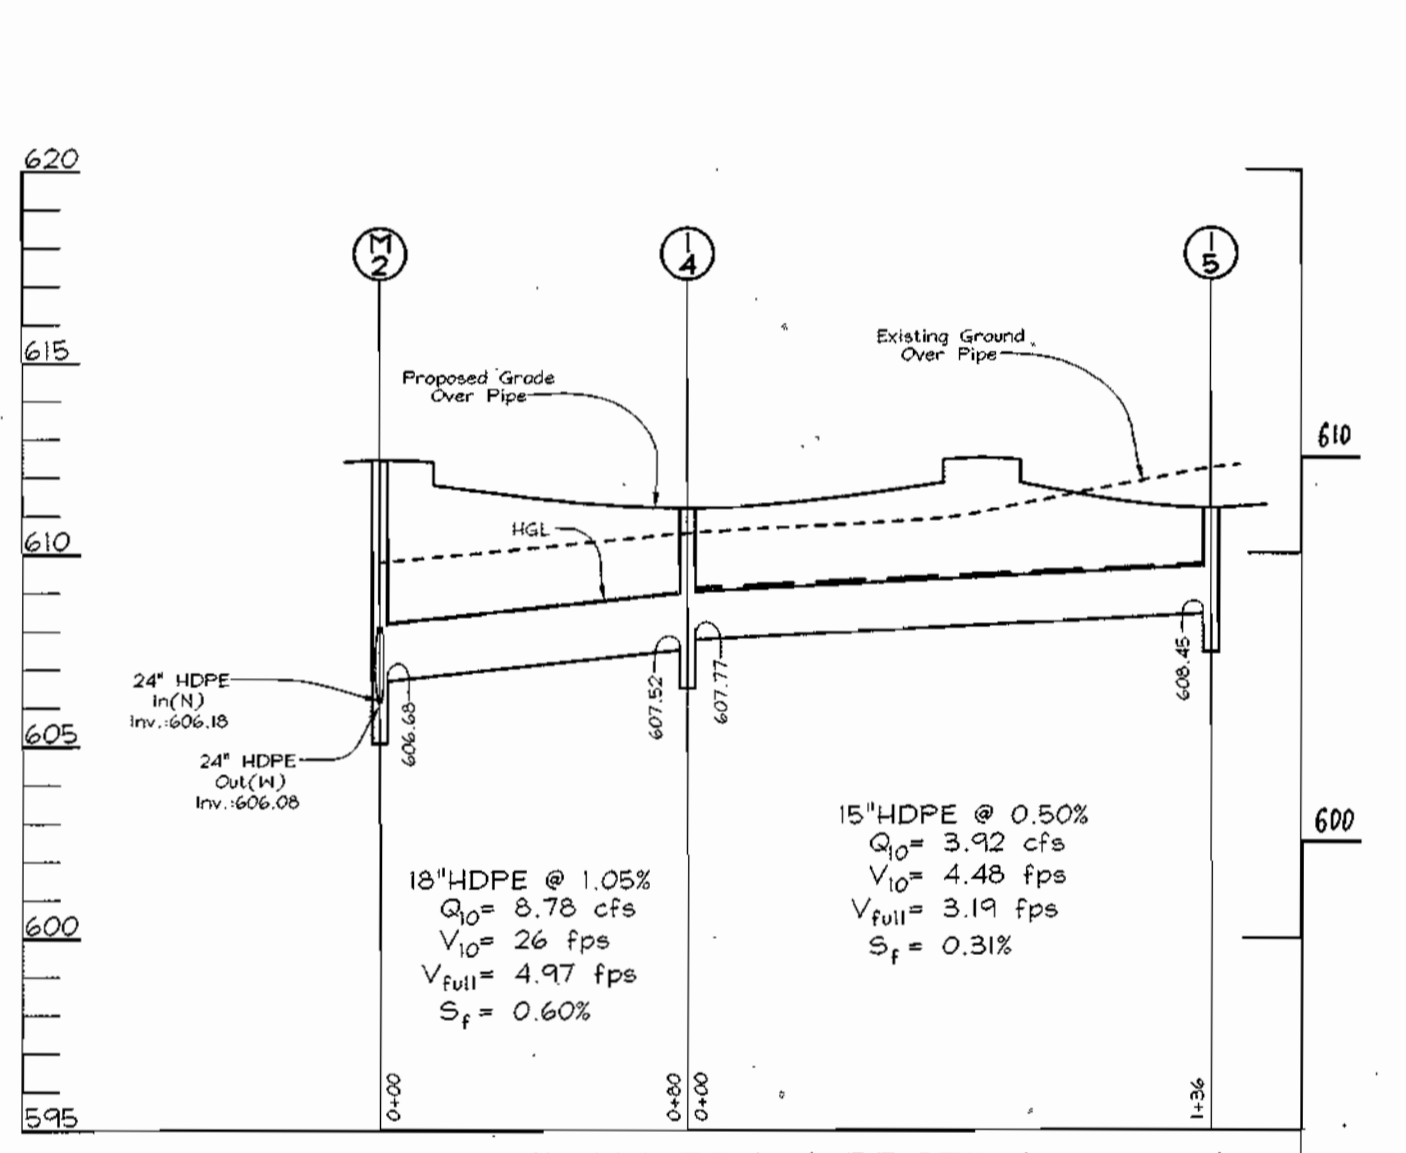 620
M
2
I
4
I
5
Existing Ground
Over Pipe
615
Proposed Grade
Over Pipe
610
HGL
610
24" HDPE
In(N)
Inv.:606.18
606.68
607.52
607.77
608.45
605
24" HDPE
Out(W)
Inv.:606.08
15"HDPE @ 0.50%
Q10= 3.92 cfs
V10= 4.48 fps
Vfull= 3.19 fps
Sf = 0.31%
600
18"HDPE @ 1.05%
Q10= 8.78 cfs
V10= 26 fps
Vfull= 4.97 fps
Sf = 0.60%
600
0+00
0+80
0+00
1+36
595